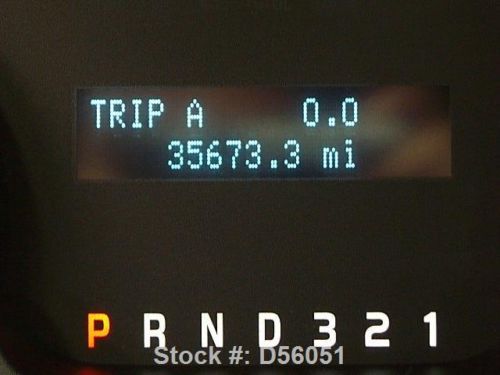 TRIP A 0.0
35673.3 mi
P R N D 3 2 1
Stock #: D56051